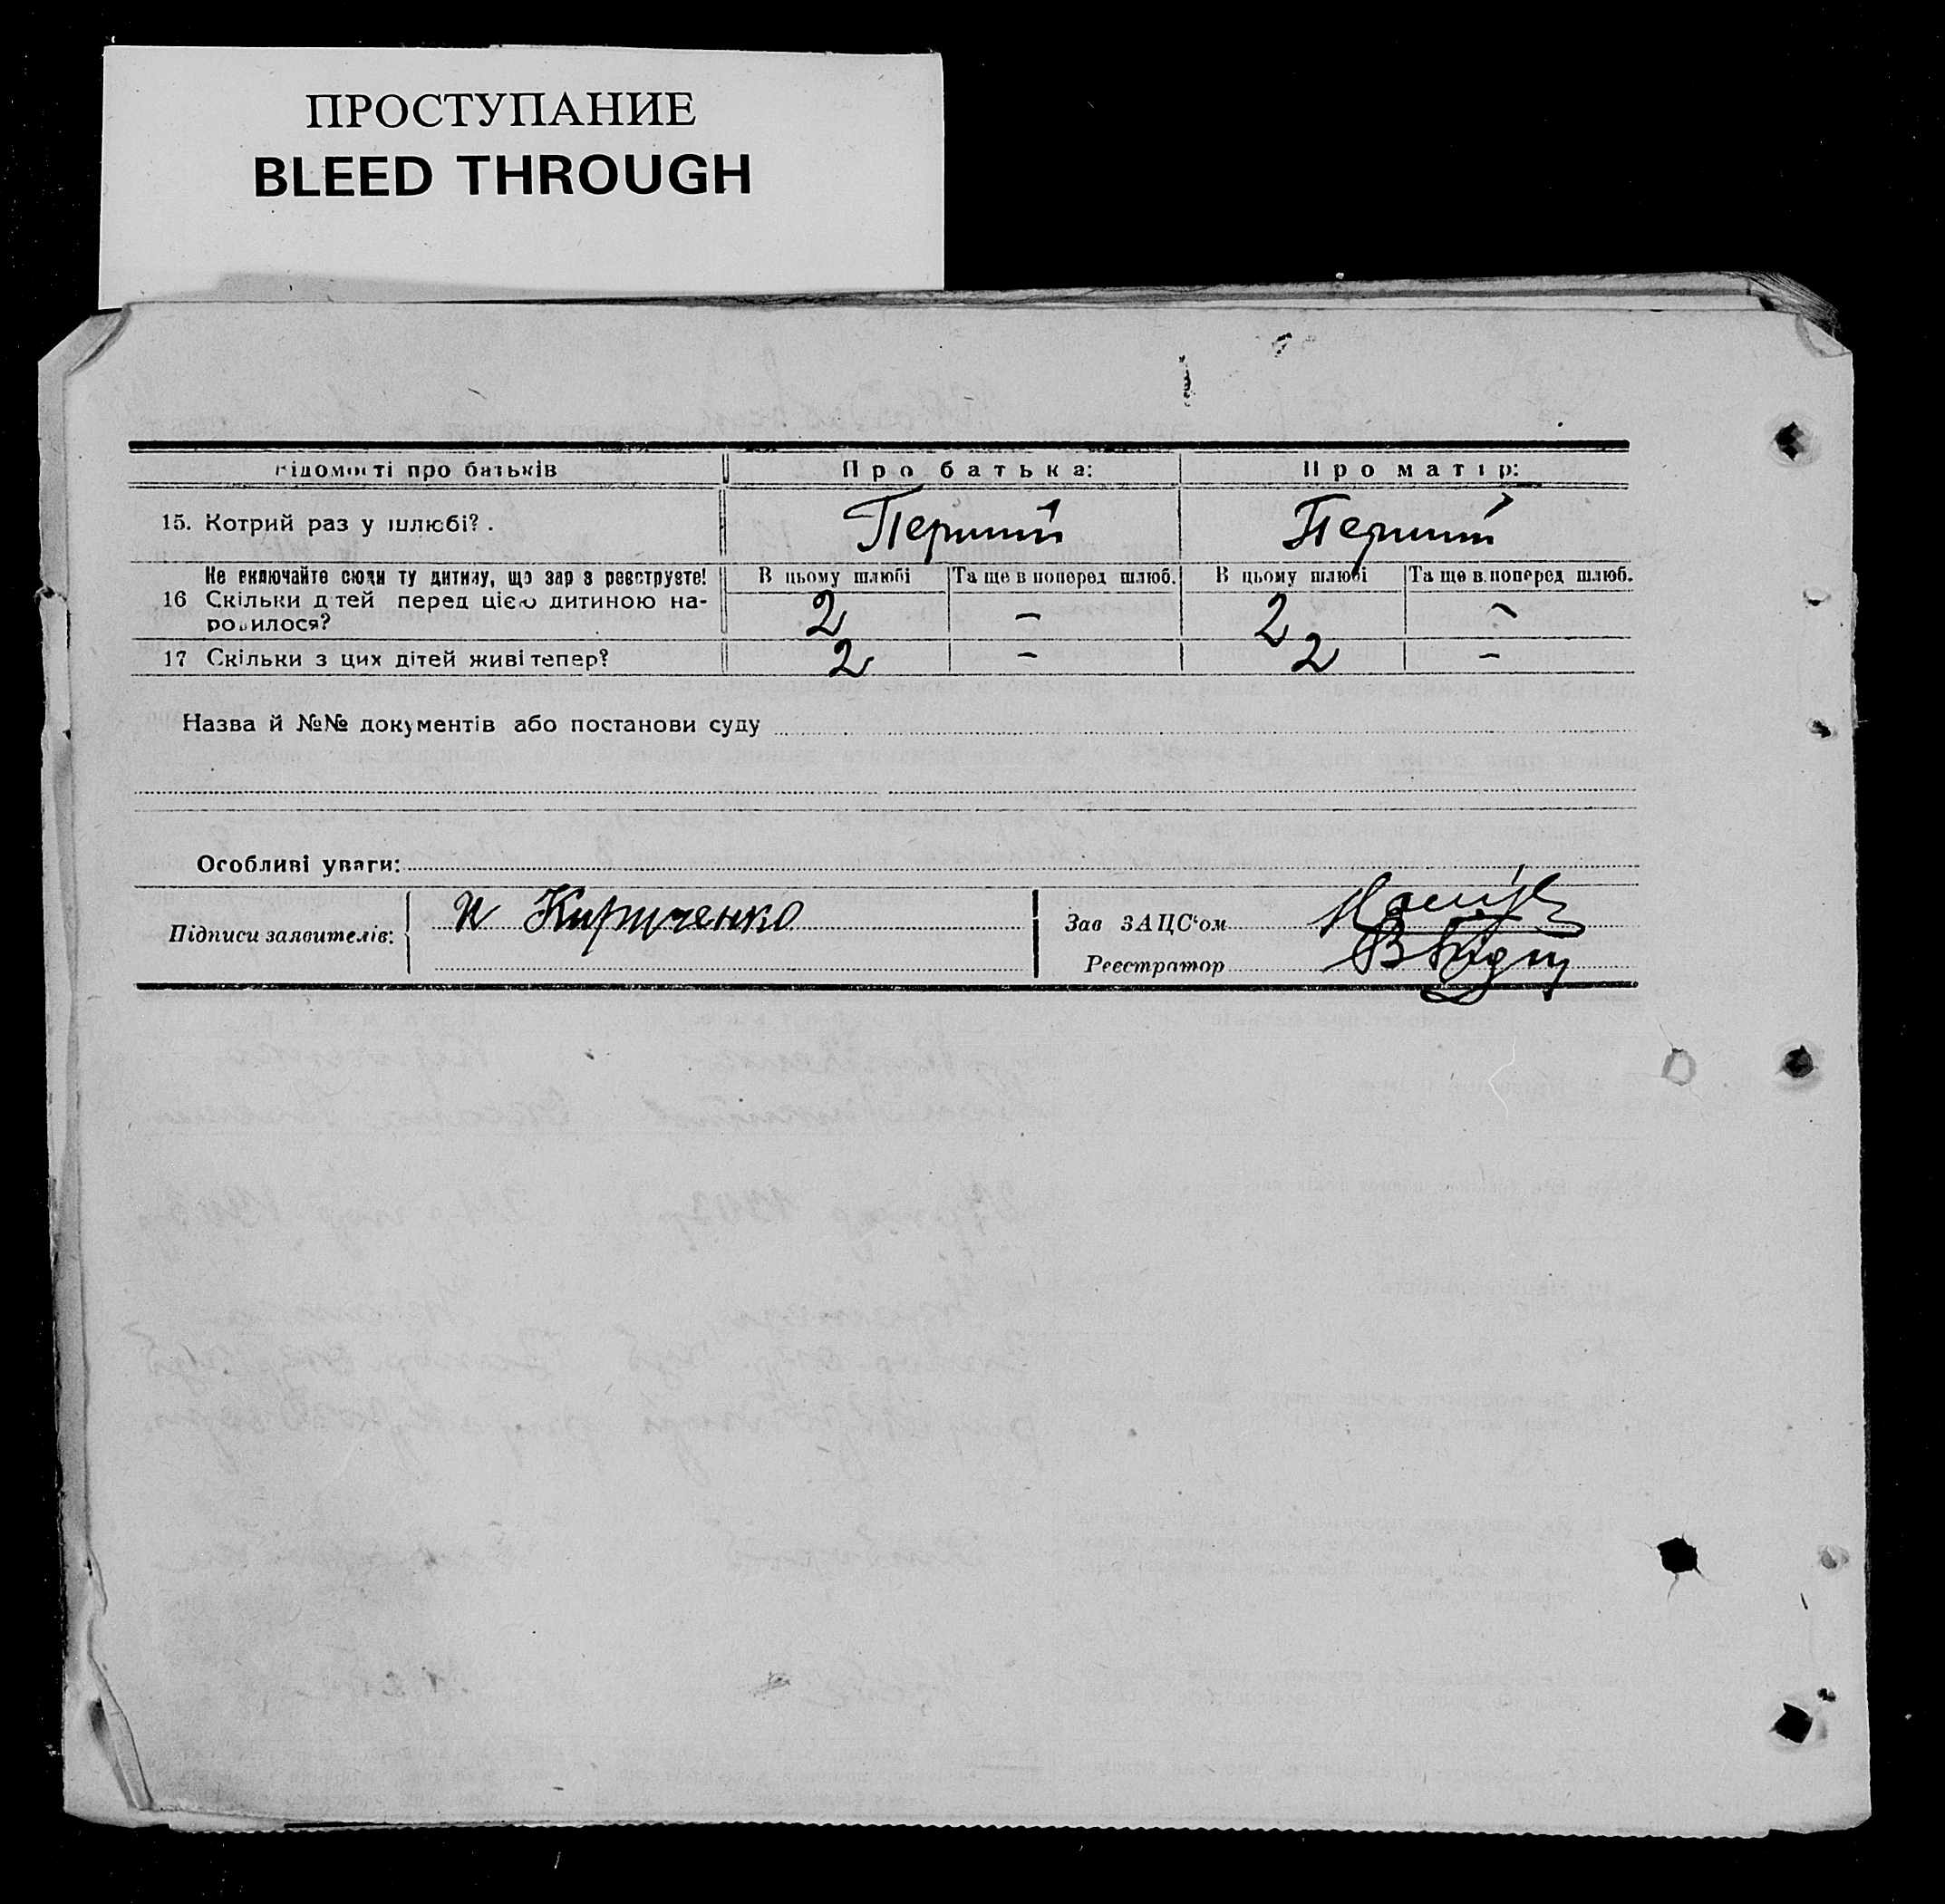 ПРОСТУПАНИЕ
BLEED THROUGH
Відомості про батьків
Про батька:
Про матір:
15. Котрий раз у шлюбі?.
Перший
Перший
Не включайте сюди ту дитину, що зараз реєструєте!
16 Скільки дітей перед цією дитиною на-
родилося?
В цьому шлюбі
Та ще в поперед шлюб.
В цьому шлюбі
Та ще в поперед шлюб.
2
–
2
–
17 Скільки з цих дітей живі тепер?
2
–
2
–
Назва й №№ документів або постанови суду
Особливі уваги:
Підписи заявителів:
Кириченко
Зав ЗАЦС'ом
Реєстратор